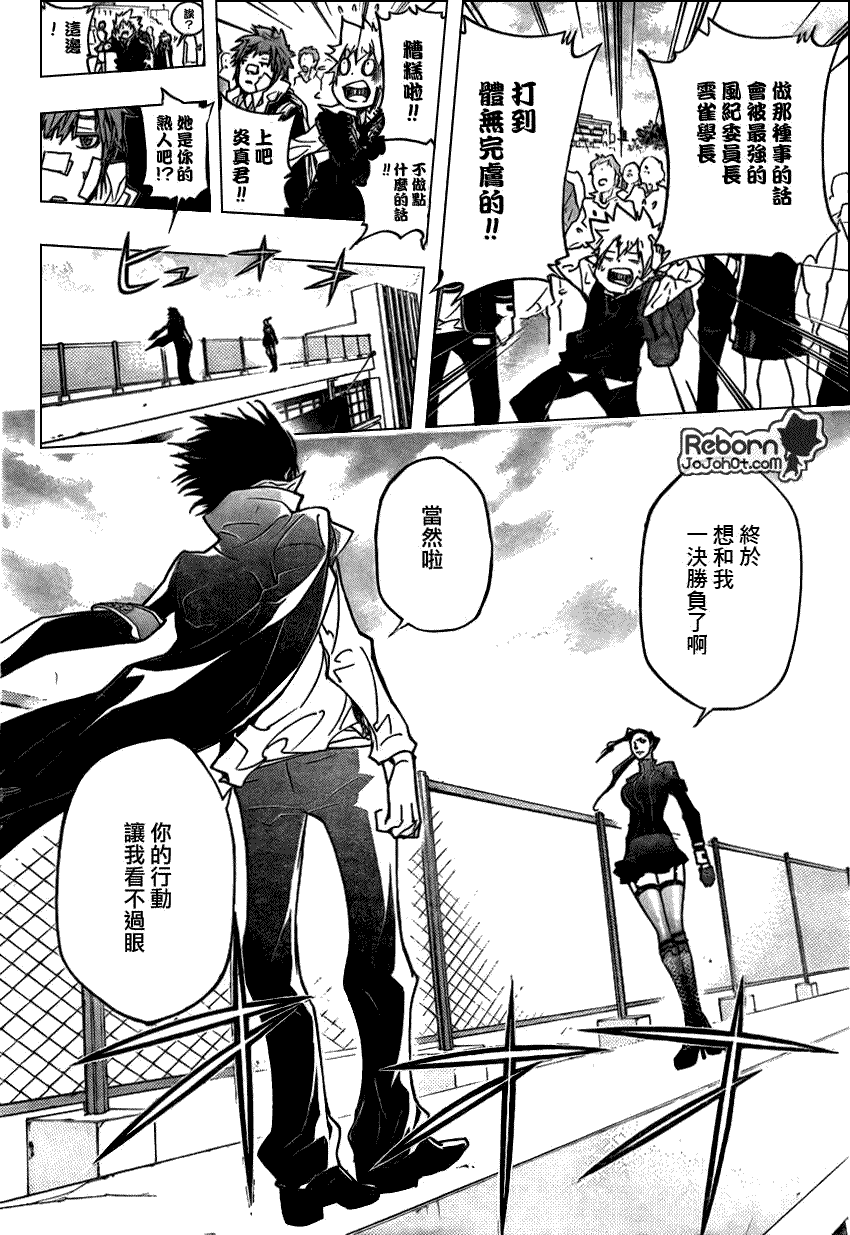 做那種事的話
會被最強的
風紀委員長
雲雀學長
打到
體無完膚的!!
糟糕啦!!
不做點
什麼的話
!!
上吧
炎真君!!
誒?
這邊
!
她是你的
熟人吧!?
ヒュ
Reborn
JoJoHot.com
終於
想和我
一決勝負了啊
當然啦
你的行動
讓我看不過眼